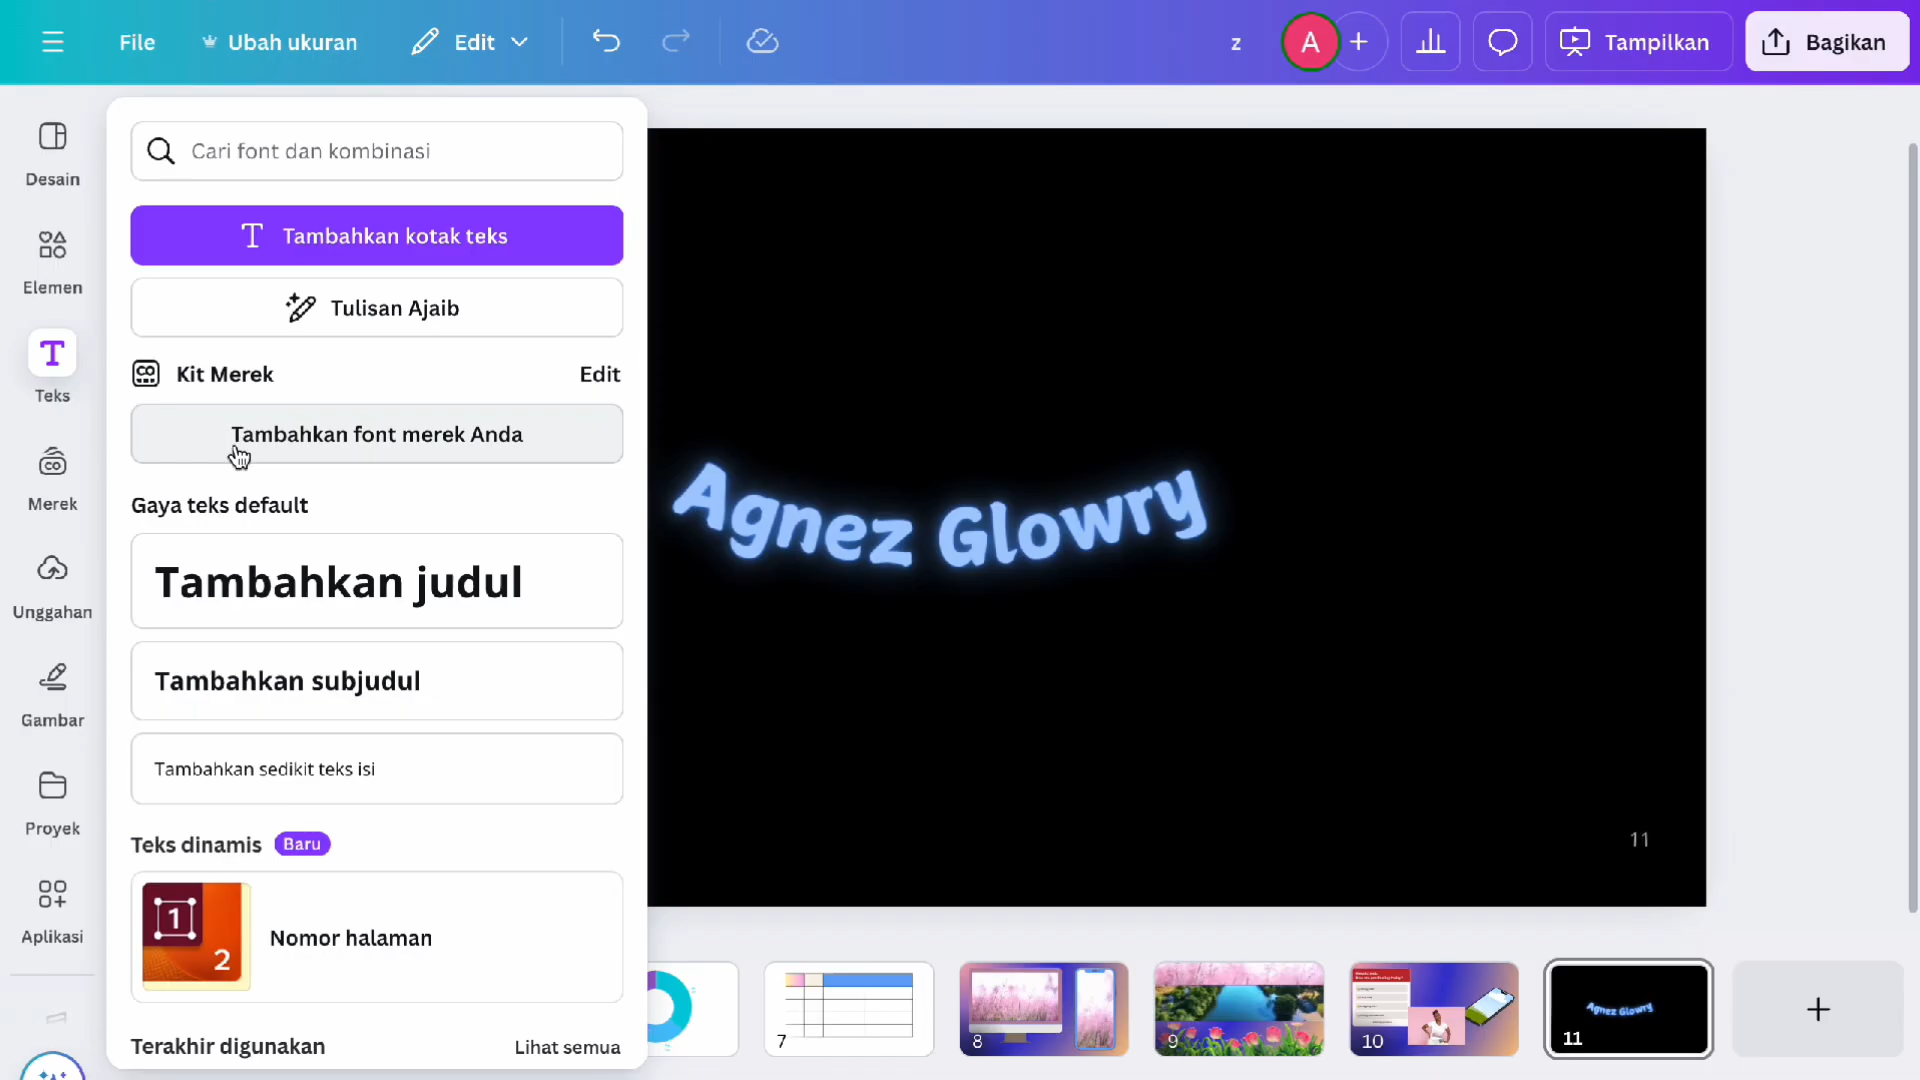 File
Ubah ukuran
Edit
z
A
Tampilkan
Bagikan
Desain
Elemen
Teks
Merek
Unggahan
Gambar
Proyek
Aplikasi
Cari font dan kombinasi
Tambahkan kotak teks
Tulisan Ajaib
Kit Merek
Edit
Tambahkan font merek Anda
Gaya teks default
Tambahkan judul
Tambahkan subjudul
Tambahkan sedikit teks isi
Teks dinamis Baru
1
2
Nomor halaman
Terakhir digunakan
Lihat semua
Agnez Glowry
11
7
8
9
10
Agnez Glowry
11